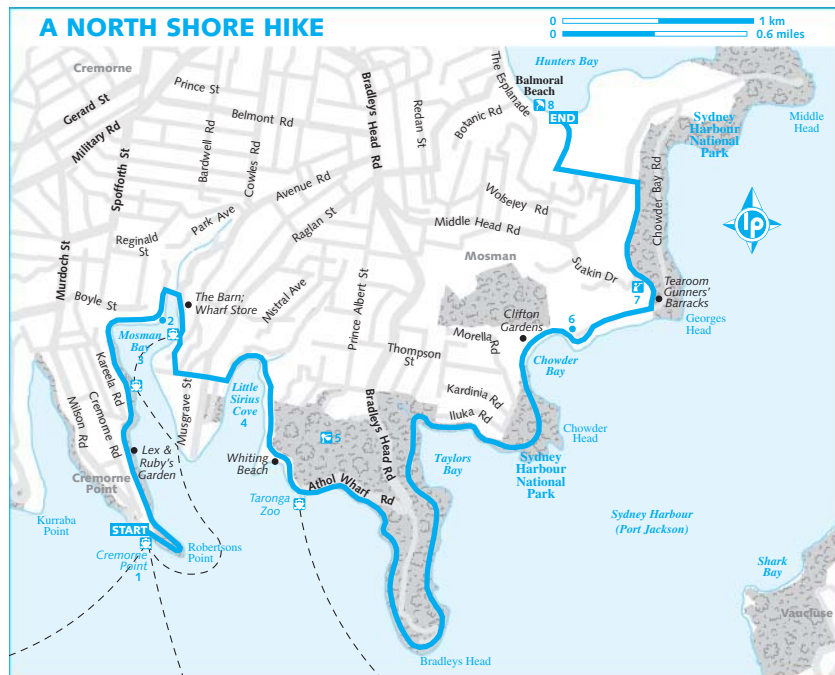 A NORTH SHORE HIKE
0
1 km
0
0.6 miles
Hunters Bay
Cremorne
The Esplanade
Balmoral
Beach
8
END
Prince St
Gerard St
Military Rd
Belmont Rd
Bradleys Head Rd
Redan St
Botanic Rd
Sydney
Harbour
National
Park
Middle
Head
Spofforth St
Bardwell Rd
Cowles Rd
Avenue Rd
Chowder Bay Rd
lp
Park Ave
Raglan St
Wolseley Rd
Middle Head Rd
Murdoch St
Reginald
St
Mosman
Suakin Dr
Tearoom
Gunners'
Barracks
7
Georges
Head
Boyle St
The Barn;
Wharf Store
Mistral Ave
Prince Albert St
Clifton
Gardens
6
2
Mosman
Bay
3
Morella
Rd
Chowder
Bay
Thompson
St
Kareela Rd
Cremorne Rd
Milson Rd
Musgrave St
Little
Sirius
Cove
4
Kardinia Rd
Iluka Rd
Bradleys Head Rd
Chowder
Head
5
Lex &
Ruby's
Garden
Whiting
Beach
Taylors
Bay
Sydney
Harbour
National
Park
Cremorne
Point
Athol Wharf Rd
Taronga
Zoo
Sydney Harbour
(Port Jackson)
Kurraba
Point
START
Robertsons
Point
Cremorne
Point
1
Shark
Bay
Vaucluse
Bradleys Head